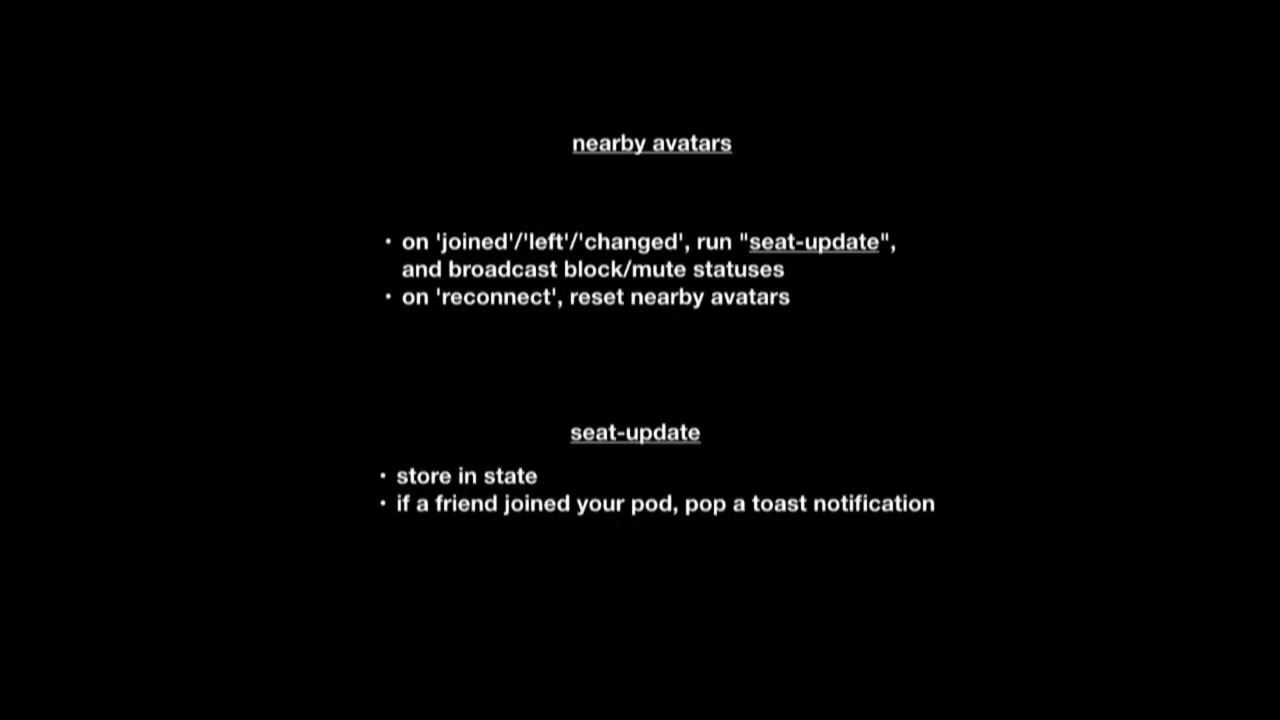 nearby avatars
• on 'joined'/'left'/'changed', run "seat-update",
and broadcast block/mute statuses
• on 'reconnect', reset nearby avatars
seat-update
• store in state
• if a friend joined your pod, pop a toast notification